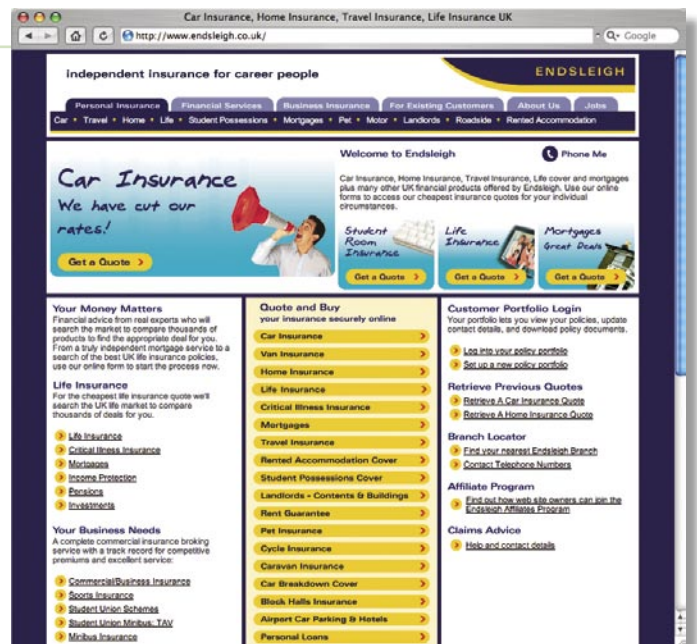 Car Insurance, Home Insurance, Travel Insurance, Life Insurance UK
http://www.endsleigh.co.uk/
Google
independent insurance for career people
ENDSLEIGH
Personal Insurance Financial Services Business Insurance For Existing Customers About Us Jobs
Car • Travel • Home • Life • Student Possessions • Mortgages • Pet • Motor • Landlords • Roadside • Rented Accommodation
Car Insurance
We have cut our
rates!
Get a Quote >
Welcome to Endsleigh
Phone Me
Car Insurance, Home Insurance, Travel Insurance, Life cover and mortgages
plus many other UK financial products offered by Endsleigh. Use our online
forms to access our cheapest insurance quotes for your individual
circumstances.
Student
Room
Insurance
Get a Quote >
Life
Insurance
Get a Quote >
Mortgages
Great Deals
Get a Quote >
Your Money Matters
Financial advice from real experts who will
search the market to compare thousands of
products to find the appropriate deal for you.
From a truly independent mortgage service to a
search of the best UK life insurance policies,
use our online form to start the process now.
Life Insurance
For the cheapest life insurance quote we'll
search the UK life market to compare
thousands of deals for you.
Life Insurance
Critical Illness Insurance
Mortgages
Income Protection
Pensions
Investments
Your Business Needs
A complete commercial insurance broking
service with a track record for competitive
premiums and excellent service:
Commercial/Business Insurance
Sports Insurance
Student Union Schemes
Student Union Minibus: TAV
Minibus Insurance
Quote and Buy
your insurance securely online
Car Insurance >
Van Insurance >
Home Insurance >
Life Insurance >
Critical Illness Insurance >
Mortgages >
Travel Insurance >
Rented Accommodation Cover >
Student Possessions Cover >
Landlords - Contents & Buildings >
Rent Guarantee >
Pet Insurance >
Cycle Insurance >
Caravan Insurance >
Car Breakdown Cover >
Block Halls Insurance >
Airport Car Parking & Hotels >
Personal Loans >
Customer Portfolio Login
Your portfolio lets you view your policies, update
contact details, and download policy documents.
Log into your policy portfolio
Set up a new policy portfolio
Retrieve Previous Quotes
Retrieve A Car Insurance Quote
Retrieve A Home Insurance Quote
Branch Locator
Find your nearest Endsleigh Branch
Contact Telephone Numbers
Affiliate Program
Find out how web site owners can join the
Endsleigh Affiliates Program
Claims Advice
Help and contact details